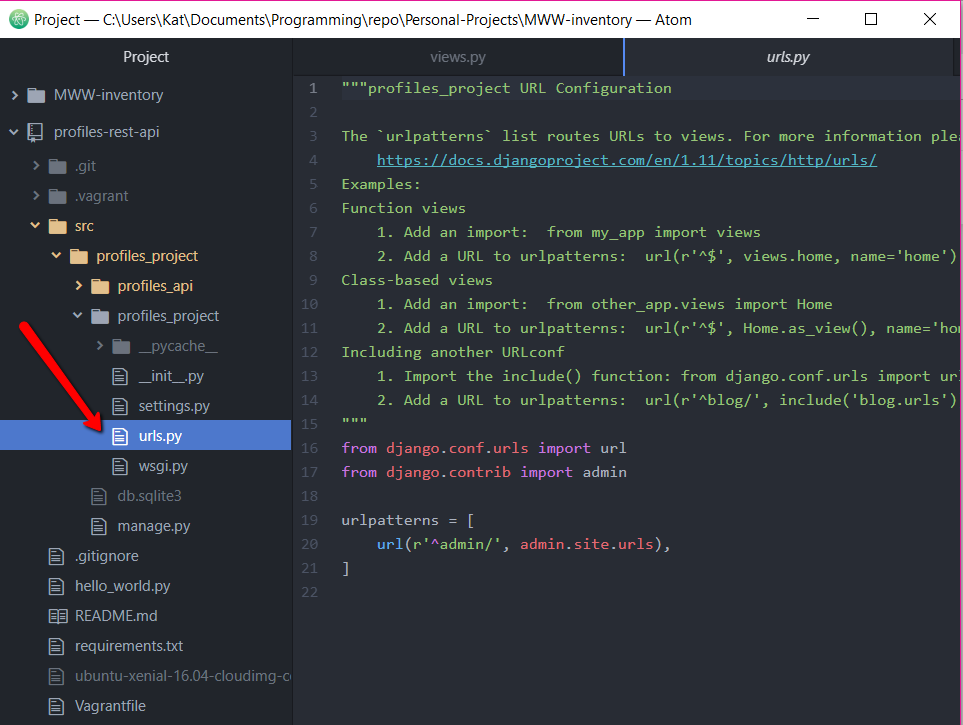 Project — C:\Users\Kat\Documents\Programming\repo\Personal-Projects\MWW-inventory — Atom
Project
MWW-inventory
profiles-rest-api
.git
.vagrant
src
profiles_project
profiles_api
profiles_project
__pycache__
__init__.py
settings.py
urls.py
wsgi.py
db.sqlite3
manage.py
.gitignore
hello_world.py
README.md
requirements.txt
ubuntu-xenial-16.04-cloudimg-c
Vagrantfile
views.py
urls.py
1 """profiles_project URL Configuration
2
3 The `urlpatterns` list routes URLs to views. For more information plea
4     https://docs.djangoproject.com/en/1.11/topics/http/urls/
5 Examples:
6 Function views
7     1. Add an import:  from my_app import views
8     2. Add a URL to urlpatterns:  url(r'^$', views.home, name='home')
9 Class-based views
10     1. Add an import:  from other_app.views import Home
11     2. Add a URL to urlpatterns:  url(r'^$', Home.as_view(), name='hom
12 Including another URLconf
13     1. Import the include() function: from django.conf.urls import url
14     2. Add a URL to urlpatterns:  url(r'^blog/', include('blog.urls')
15 """
16 from django.conf.urls import url
17 from django.contrib import admin
18
19 urlpatterns = [
20     url(r'^admin/', admin.site.urls),
21 ]
22